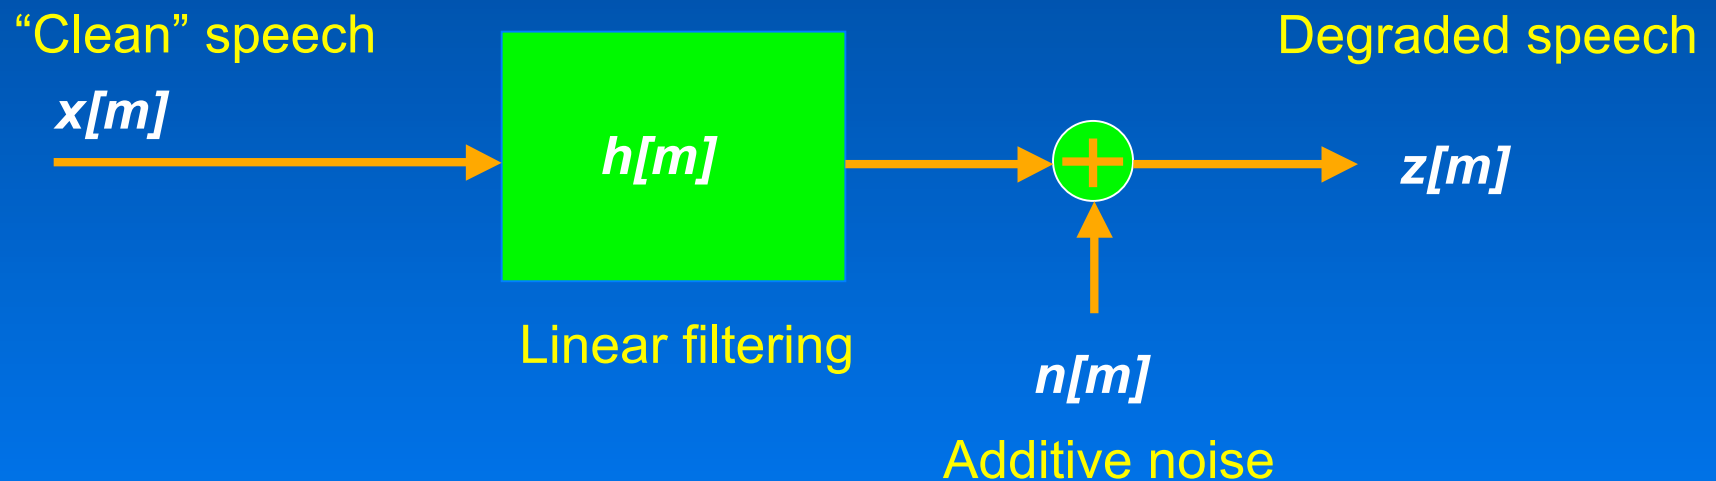 “Clean” speech
Degraded speech
x[m]
h[m]
z[m]
Linear filtering
n[m]
Additive noise